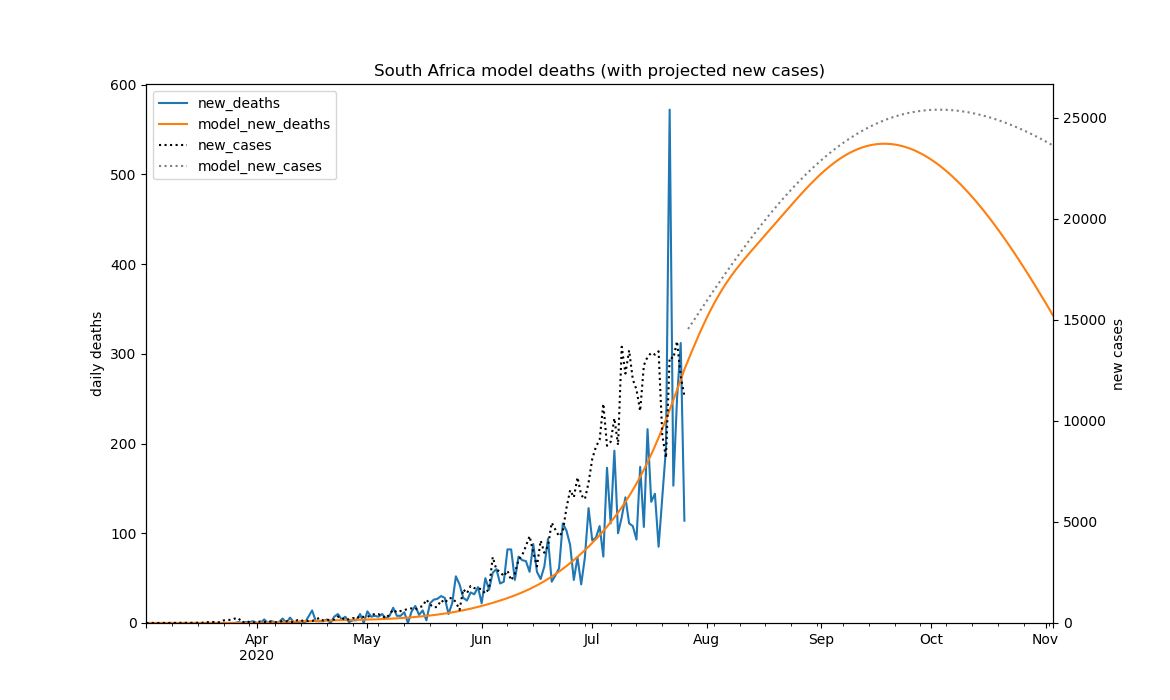 South Africa model deaths (with projected new cases)
new_deaths
model_new_deaths
new_cases
model_new_cases
600
500
400
300
200
100
0
daily deaths
25000
20000
15000
10000
5000
0
new cases
Apr
2020
May
Jun
Jul
Aug
Sep
Oct
Nov